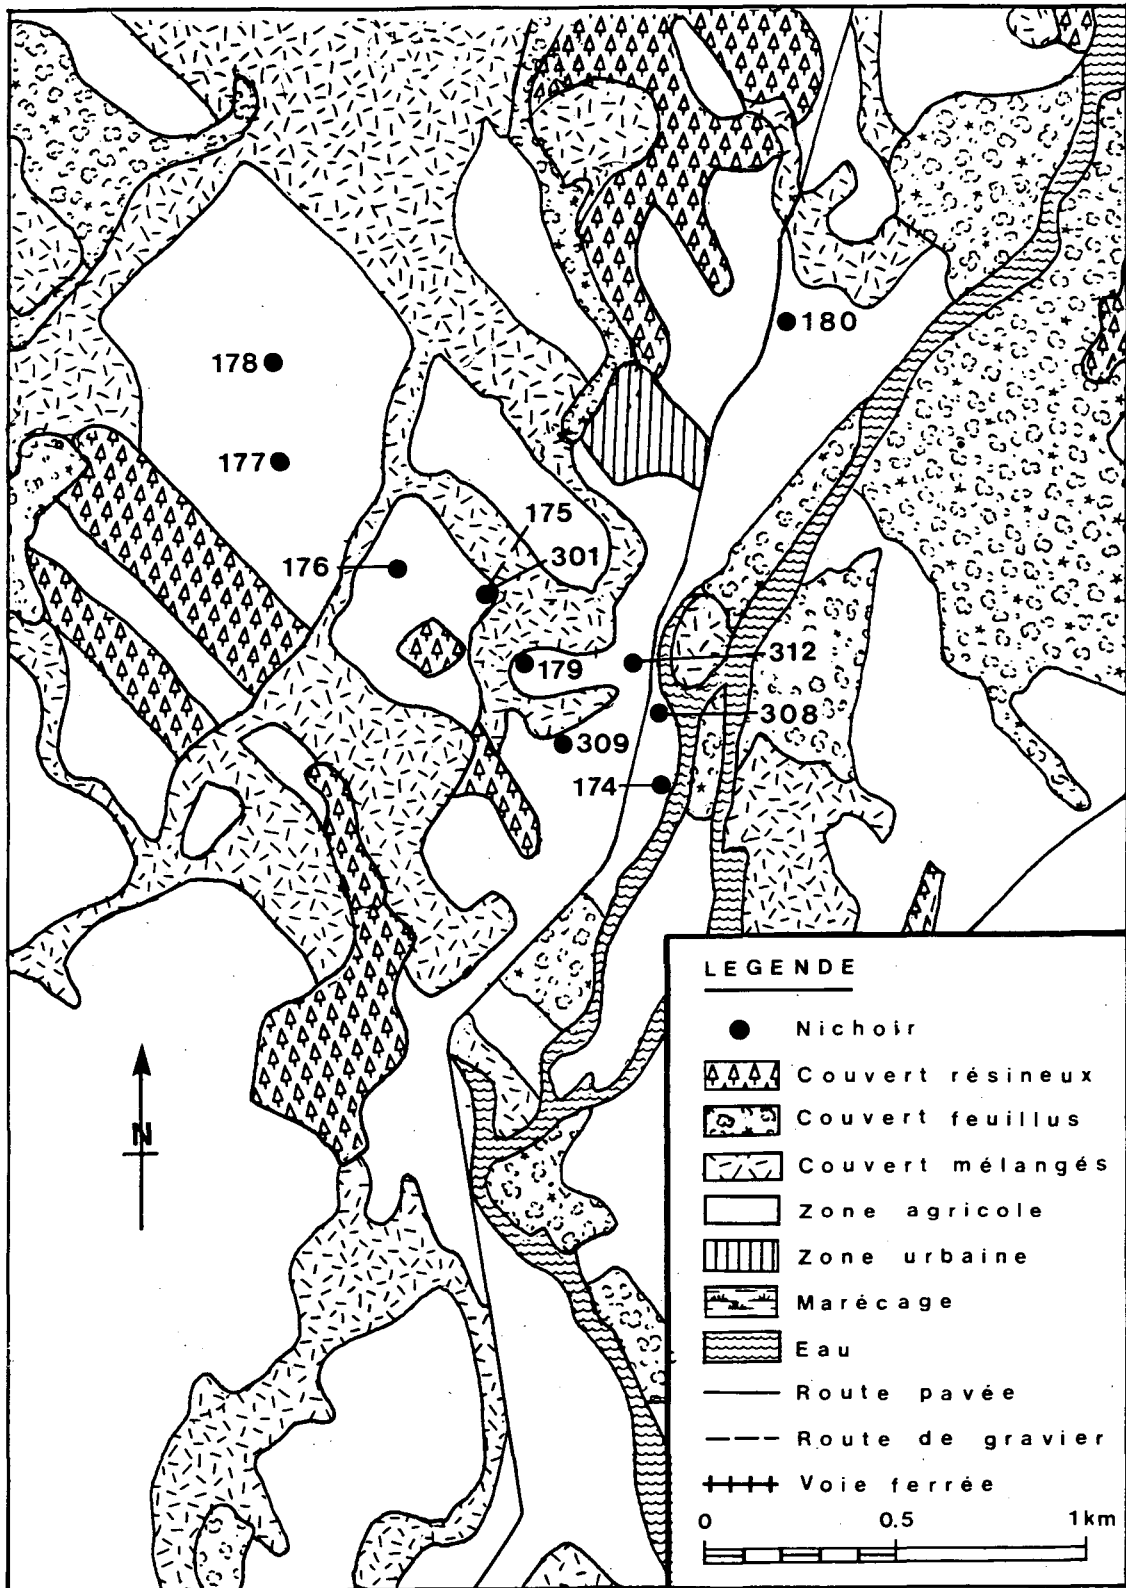 180
178
177
175
301
176
179
312
308
309
174
N
LEGENDE
Nichoir
Couvert résineux
Couvert feuillus
Couvert mélangés
Zone agricole
Zone urbaine
Marécage
Eau
Route pavée
Route de gravier
Voie ferrée
0 0.5 1km